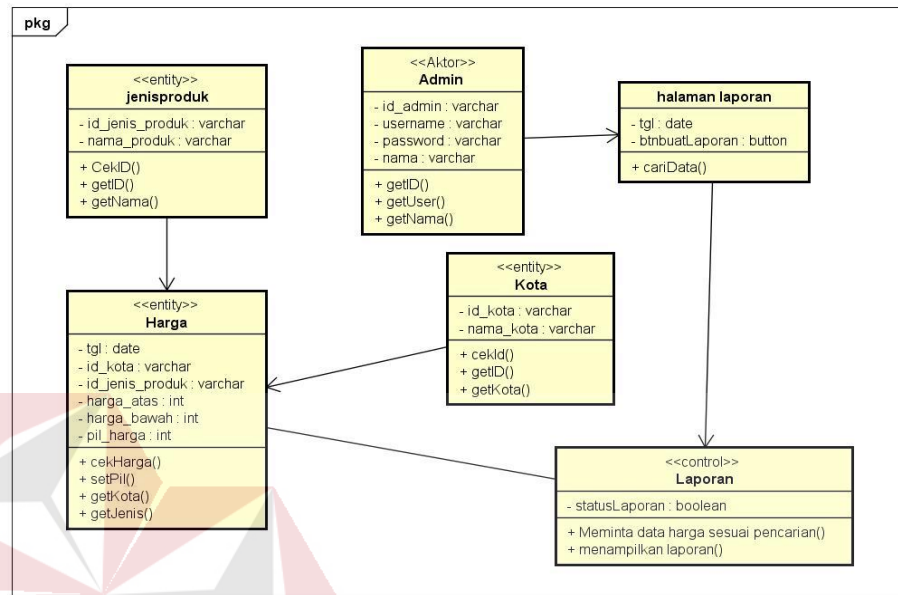 pkg
<<entity>>
jenisproduk
- id_jenis_produk : varchar
- nama_produk : varchar
+ CekID()
+ getID()
+ getNama()
<<Aktor>>
Admin
- id_admin : varchar
- username : varchar
- password : varchar
- nama : varchar
+ getID()
+ getUser()
+ getNama()
halaman laporan
- tgl : date
- btnbuatLaporan : button
+ cariData()
<<entity>>
Kota
- id_kota : varchar
- nama_kota : varchar
+ cekId()
+ getID()
+ getKota()
<<entity>>
Harga
- tgl : date
- id_kota : varchar
- id_jenis_produk : varchar
- harga_atas : int
- harga_bawah : int
- pil_harga : int
+ cekHarga()
+ setPil()
+ getKota()
+ getJenis()
<<control>>
Laporan
- statusLaporan : boolean
+ Meminta data harga sesuai pencarian()
+ menampilkan laporan()